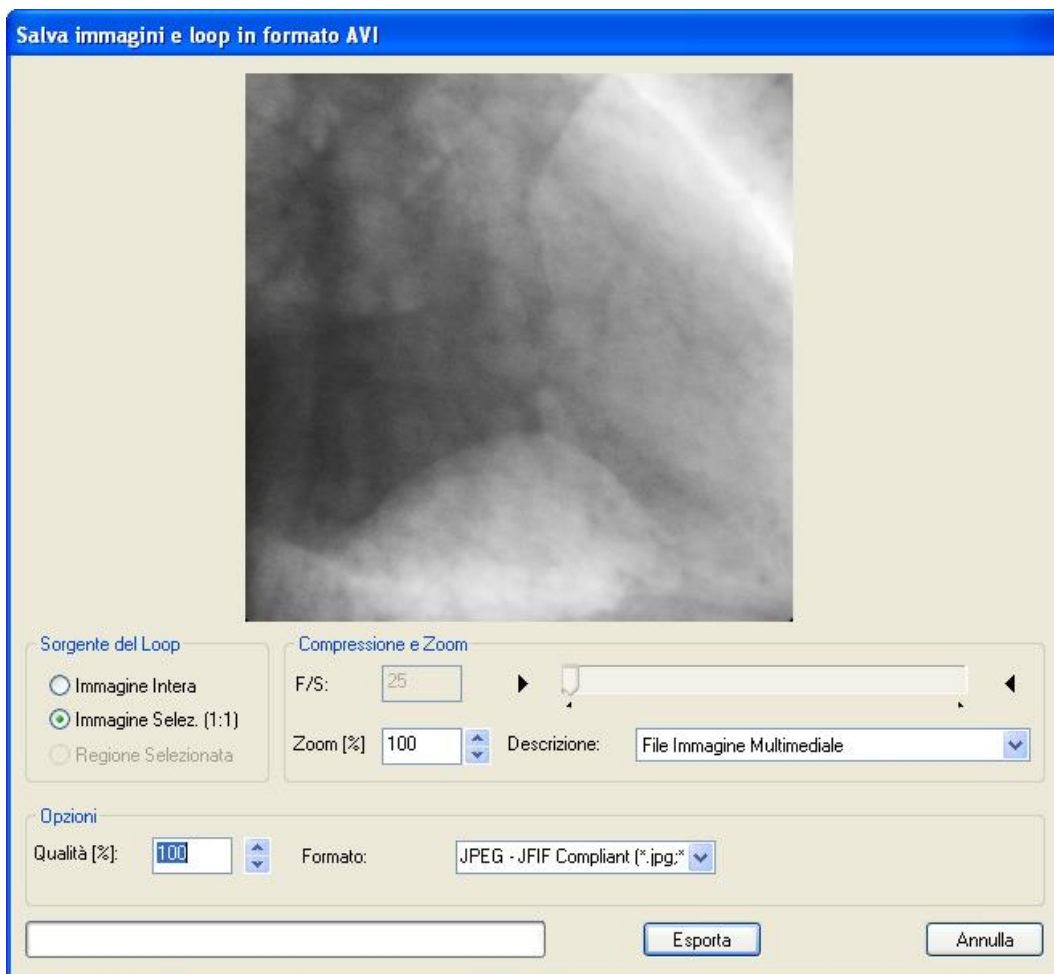 Salva immagini e loop in formato AVI
Sorgente del Loop
Immagine Intera
Immagine Selez. (1:1)
Regione Selezionata
Compressione e Zoom
F/S: 25
Zoom [%] 100 Descrizione: File Immagine Multimediale
Opzioni
Qualità [%]: 100 Formato: JPEG - JFIF Compliant (*.jpg;*
Esporta Annulla